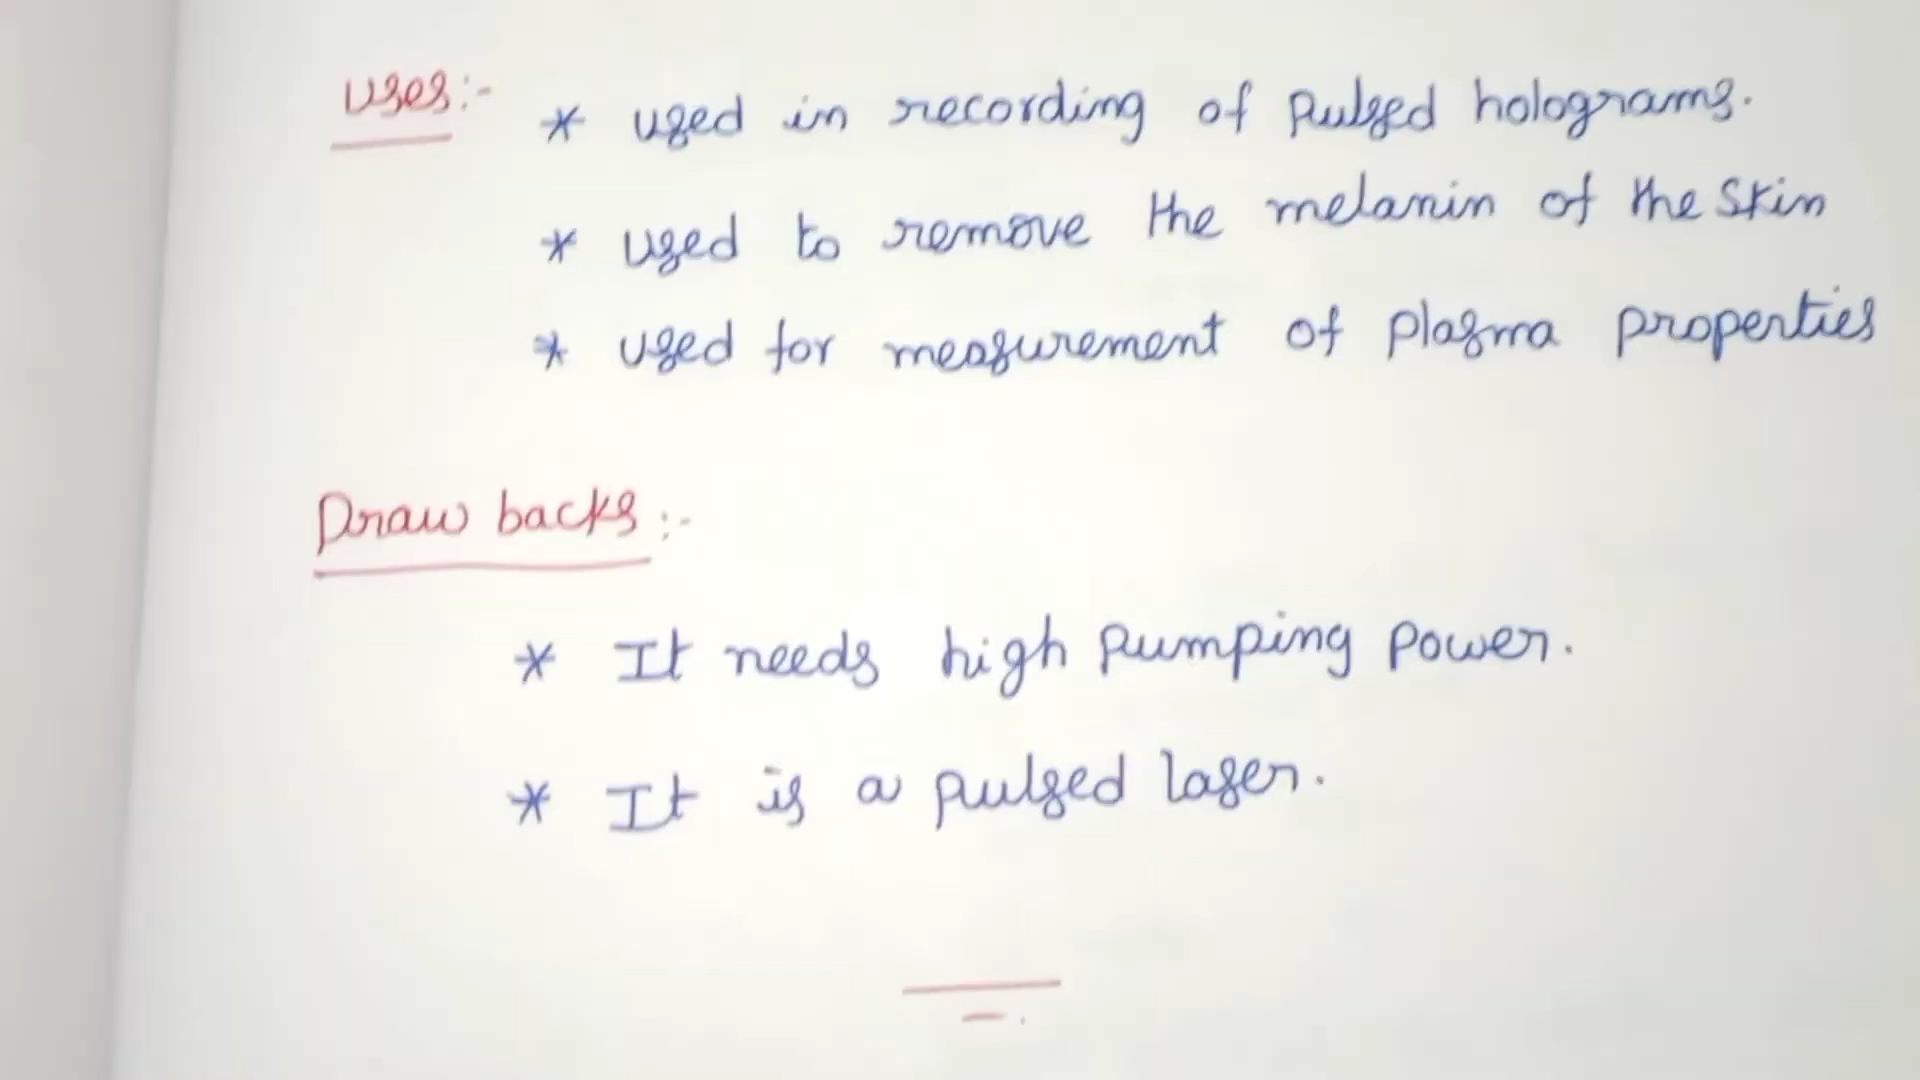 Uses:- * used in recording of Pulsed holograms.
* used to remove the melanin of the Skin
* used for measurement of plasma properties
Draw backs:-
* It needs high Pumping Power.
* It is a pulsed laser.